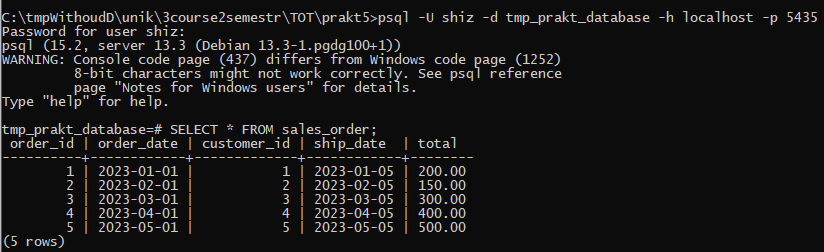 C:\tmpWithoudD\unik\3course2semestr\TOT\prakt5>psql -U shiz -d tmp_prakt_database -h localhost -p 5435
Password for user shiz:
psql (15.2, server 13.3 (Debian 13.3-1.pgdg100+1))
WARNING: Console code page (437) differs from Windows code page (1252)
         8-bit characters might not work correctly. See psql reference
         page "Notes for Windows users" for details.
Type "help" for help.

tmp_prakt_database=# SELECT * FROM sales_order;
 order_id | order_date | customer_id | ship_date  | total
----------+------------+-------------+------------+--------
        1 | 2023-01-01 |           1 | 2023-01-05 | 200.00
        2 | 2023-02-01 |           2 | 2023-02-05 | 150.00
        3 | 2023-03-01 |           3 | 2023-03-05 | 300.00
        4 | 2023-04-01 |           4 | 2023-04-05 | 400.00
        5 | 2023-05-01 |           5 | 2023-05-05 | 500.00
(5 rows)